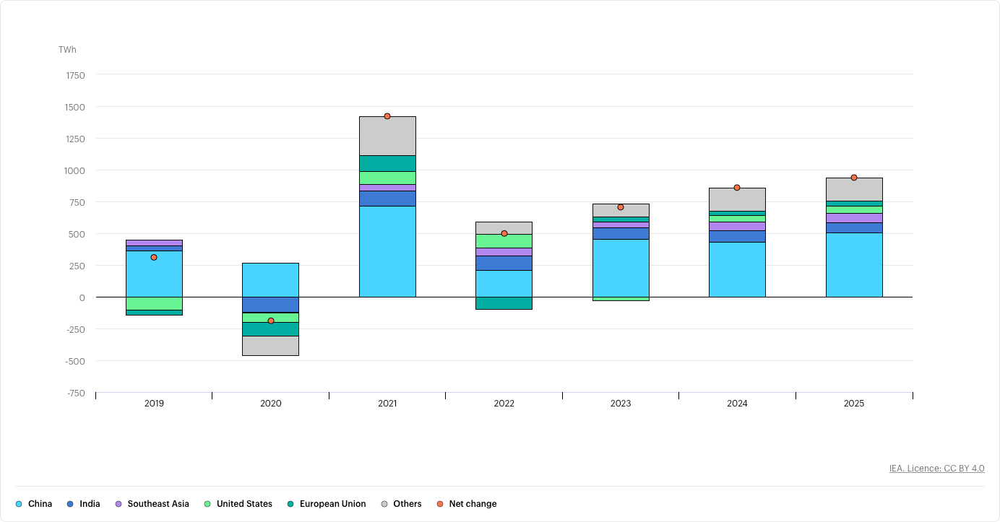 TWh
1750
1500
1250
1000
750
500
250
0
-250
-500
-750
2019 2020 2021 2022 2023 2024 2025
IEA. Licence: CC BY 4.0
China India Southeast Asia United States European Union Others Net change